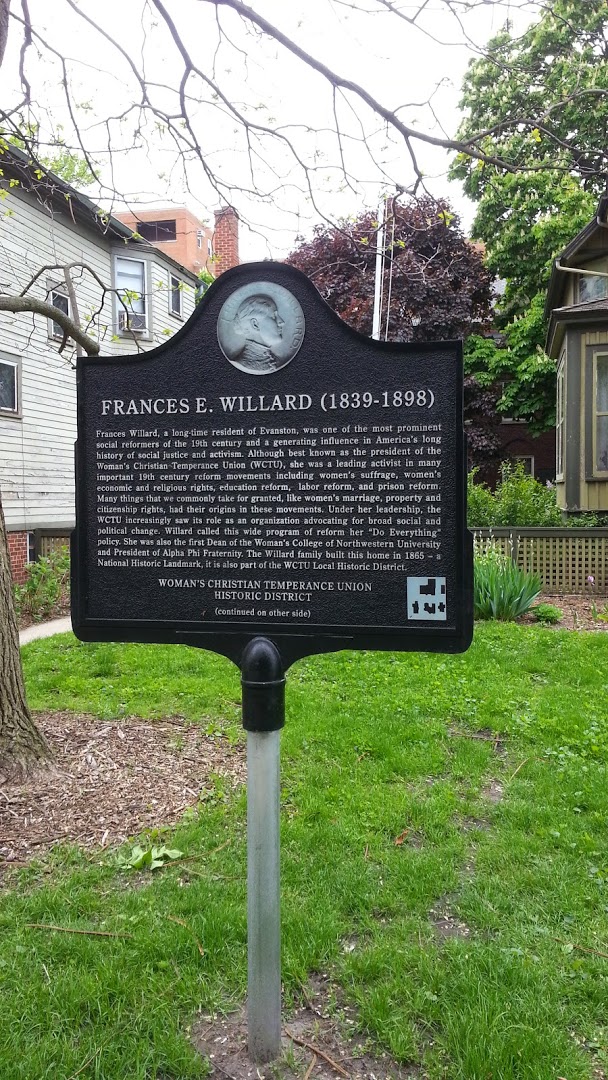 FRANCES E. WILLARD (1839-1898)
Frances Willard, a long-time resident of Evanston, was one of the most prominent
social reformers of the 19th century and a generating influence in America's long
history of social justice and activism. Although best known as the president of the
Woman's Christian Temperance Union (WCTU), she was a leading activist in many
important 19th century reform movements including women's suffrage, women's
economic and religious rights, education reform, labor reform, and prison reform.
Many things that we commonly take for granted, like women's marriage, property and
citizenship rights, had their origins in these movements. Under her leadership, the
WCTU increasingly saw its role as an organization advocating for broad social and
political change. Willard called this wide program of reform her "Do Everything"
policy. She was also the first Dean of the Woman's College of Northwestern University
and President of Alpha Phi Fraternity. The Willard family built this home in 1865 – a
National Historic Landmark, it is also part of the WCTU Local Historic District.
WOMAN'S CHRISTIAN TEMPERANCE UNION
HISTORIC DISTRICT
(continued on other side)